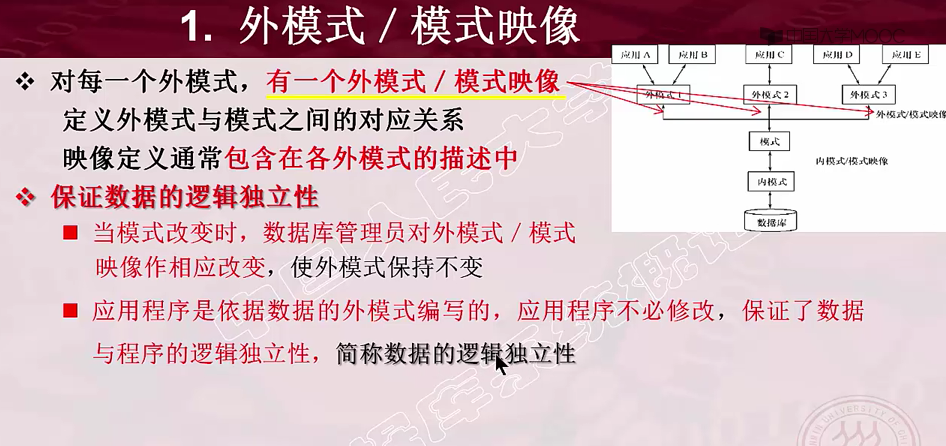 1. 外模式／模式映像
中国大学MOOC
❖ 对每一个外模式，有一个外模式／模式映像
定义外模式与模式之间的对应关系
映像定义通常包含在各外模式的描述中
❖ 保证数据的逻辑独立性
■ 当模式改变时，数据库管理员对外模式／模式
映像作相应改变，使外模式保持不变
■ 应用程序是依据数据的外模式编写的，应用程序不必修改，保证了数据
与程序的逻辑独立性，简称数据的逻辑独立性
应用 A 应用 B 应用 C 应用 D 应用 E
外模式 1 外模式 2 外模式 3
外模式/模式映像
模式
内模式/模式映像
内模式
数据库